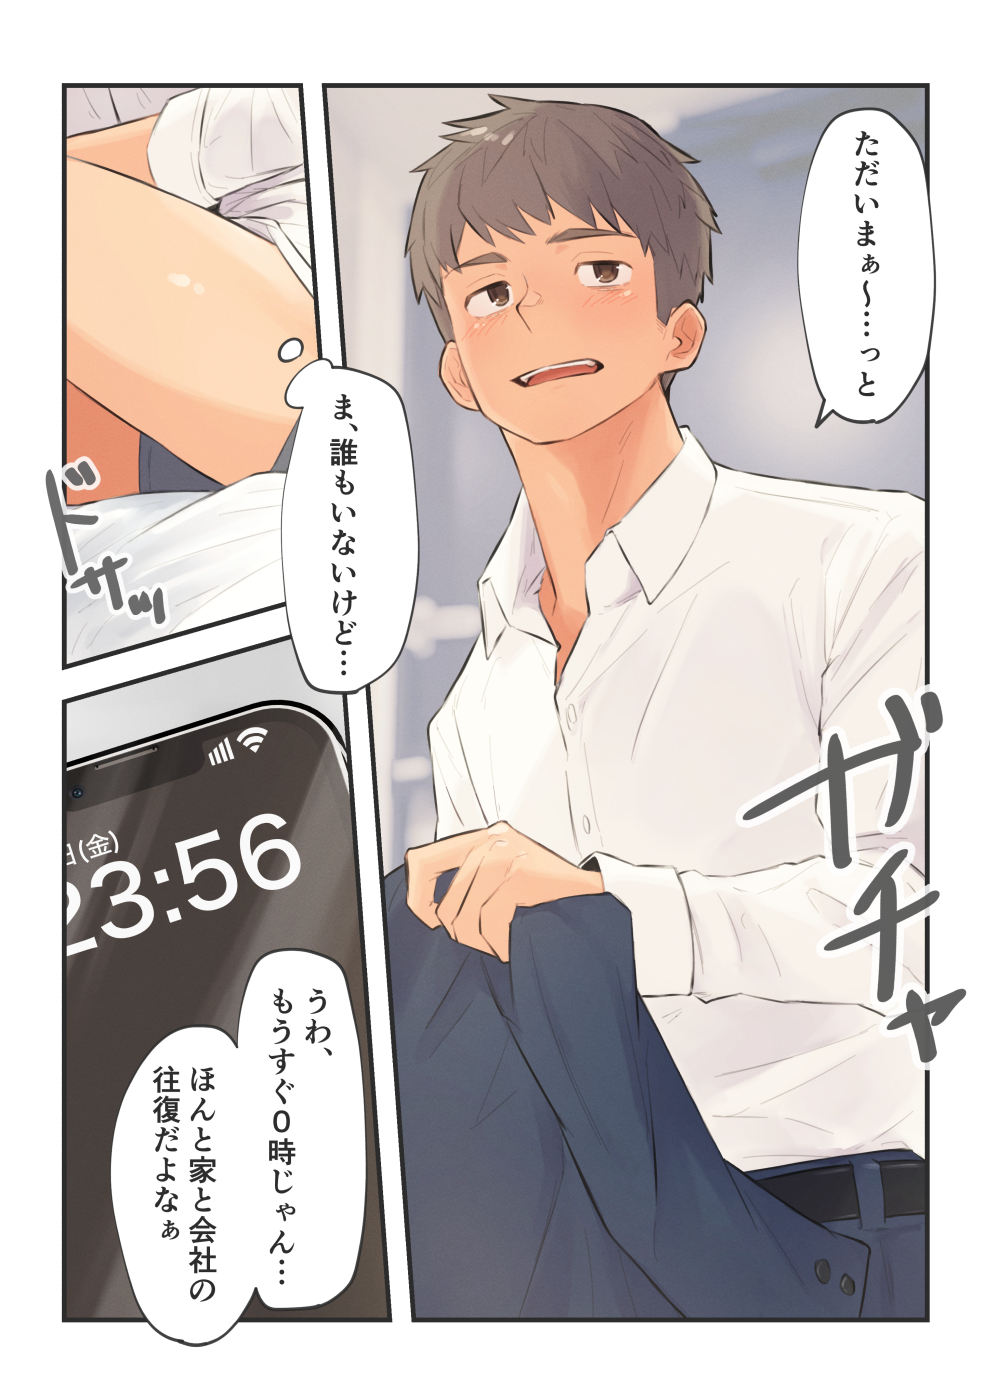 ただいまぁ～…っと
ガチャ
ま、誰もいないけど…
ドサッ
日(金)
23:56
うわ、
もうすぐ0時じゃん…
ほんと家と会社の
往復だよなぁ